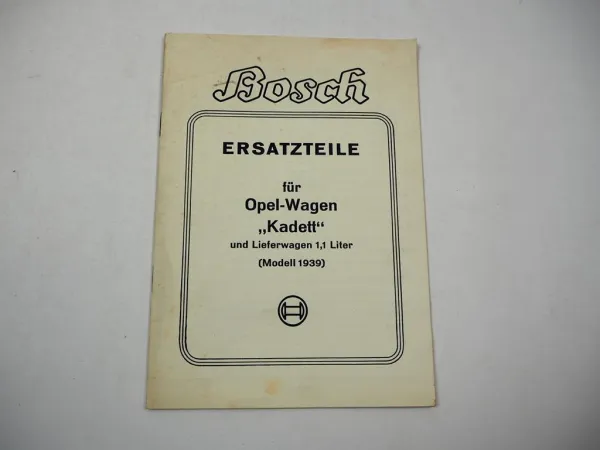 Bosch
ERSATZTEILE
für
Opel-Wagen
„Kadett“
und Lieferwagen 1,1 Liter
(Modell 1939)